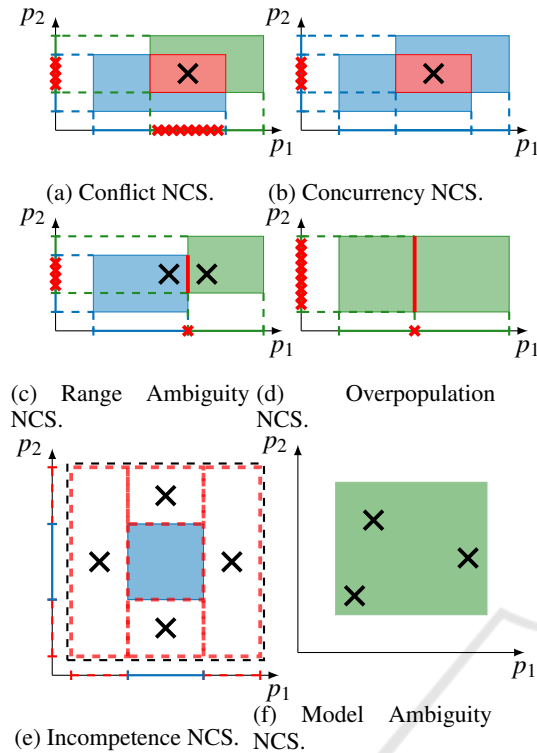 p2 p2
p1 p1
(a) Conflict NCS. (b) Concurrency NCS.
p2 p2
p1 p1
(c) Range Ambiguity NCS.
(d) Overpopulation NCS.
p2 p2
p1 p1
(e) Incompetence NCS.
(f) Model Ambiguity NCS.